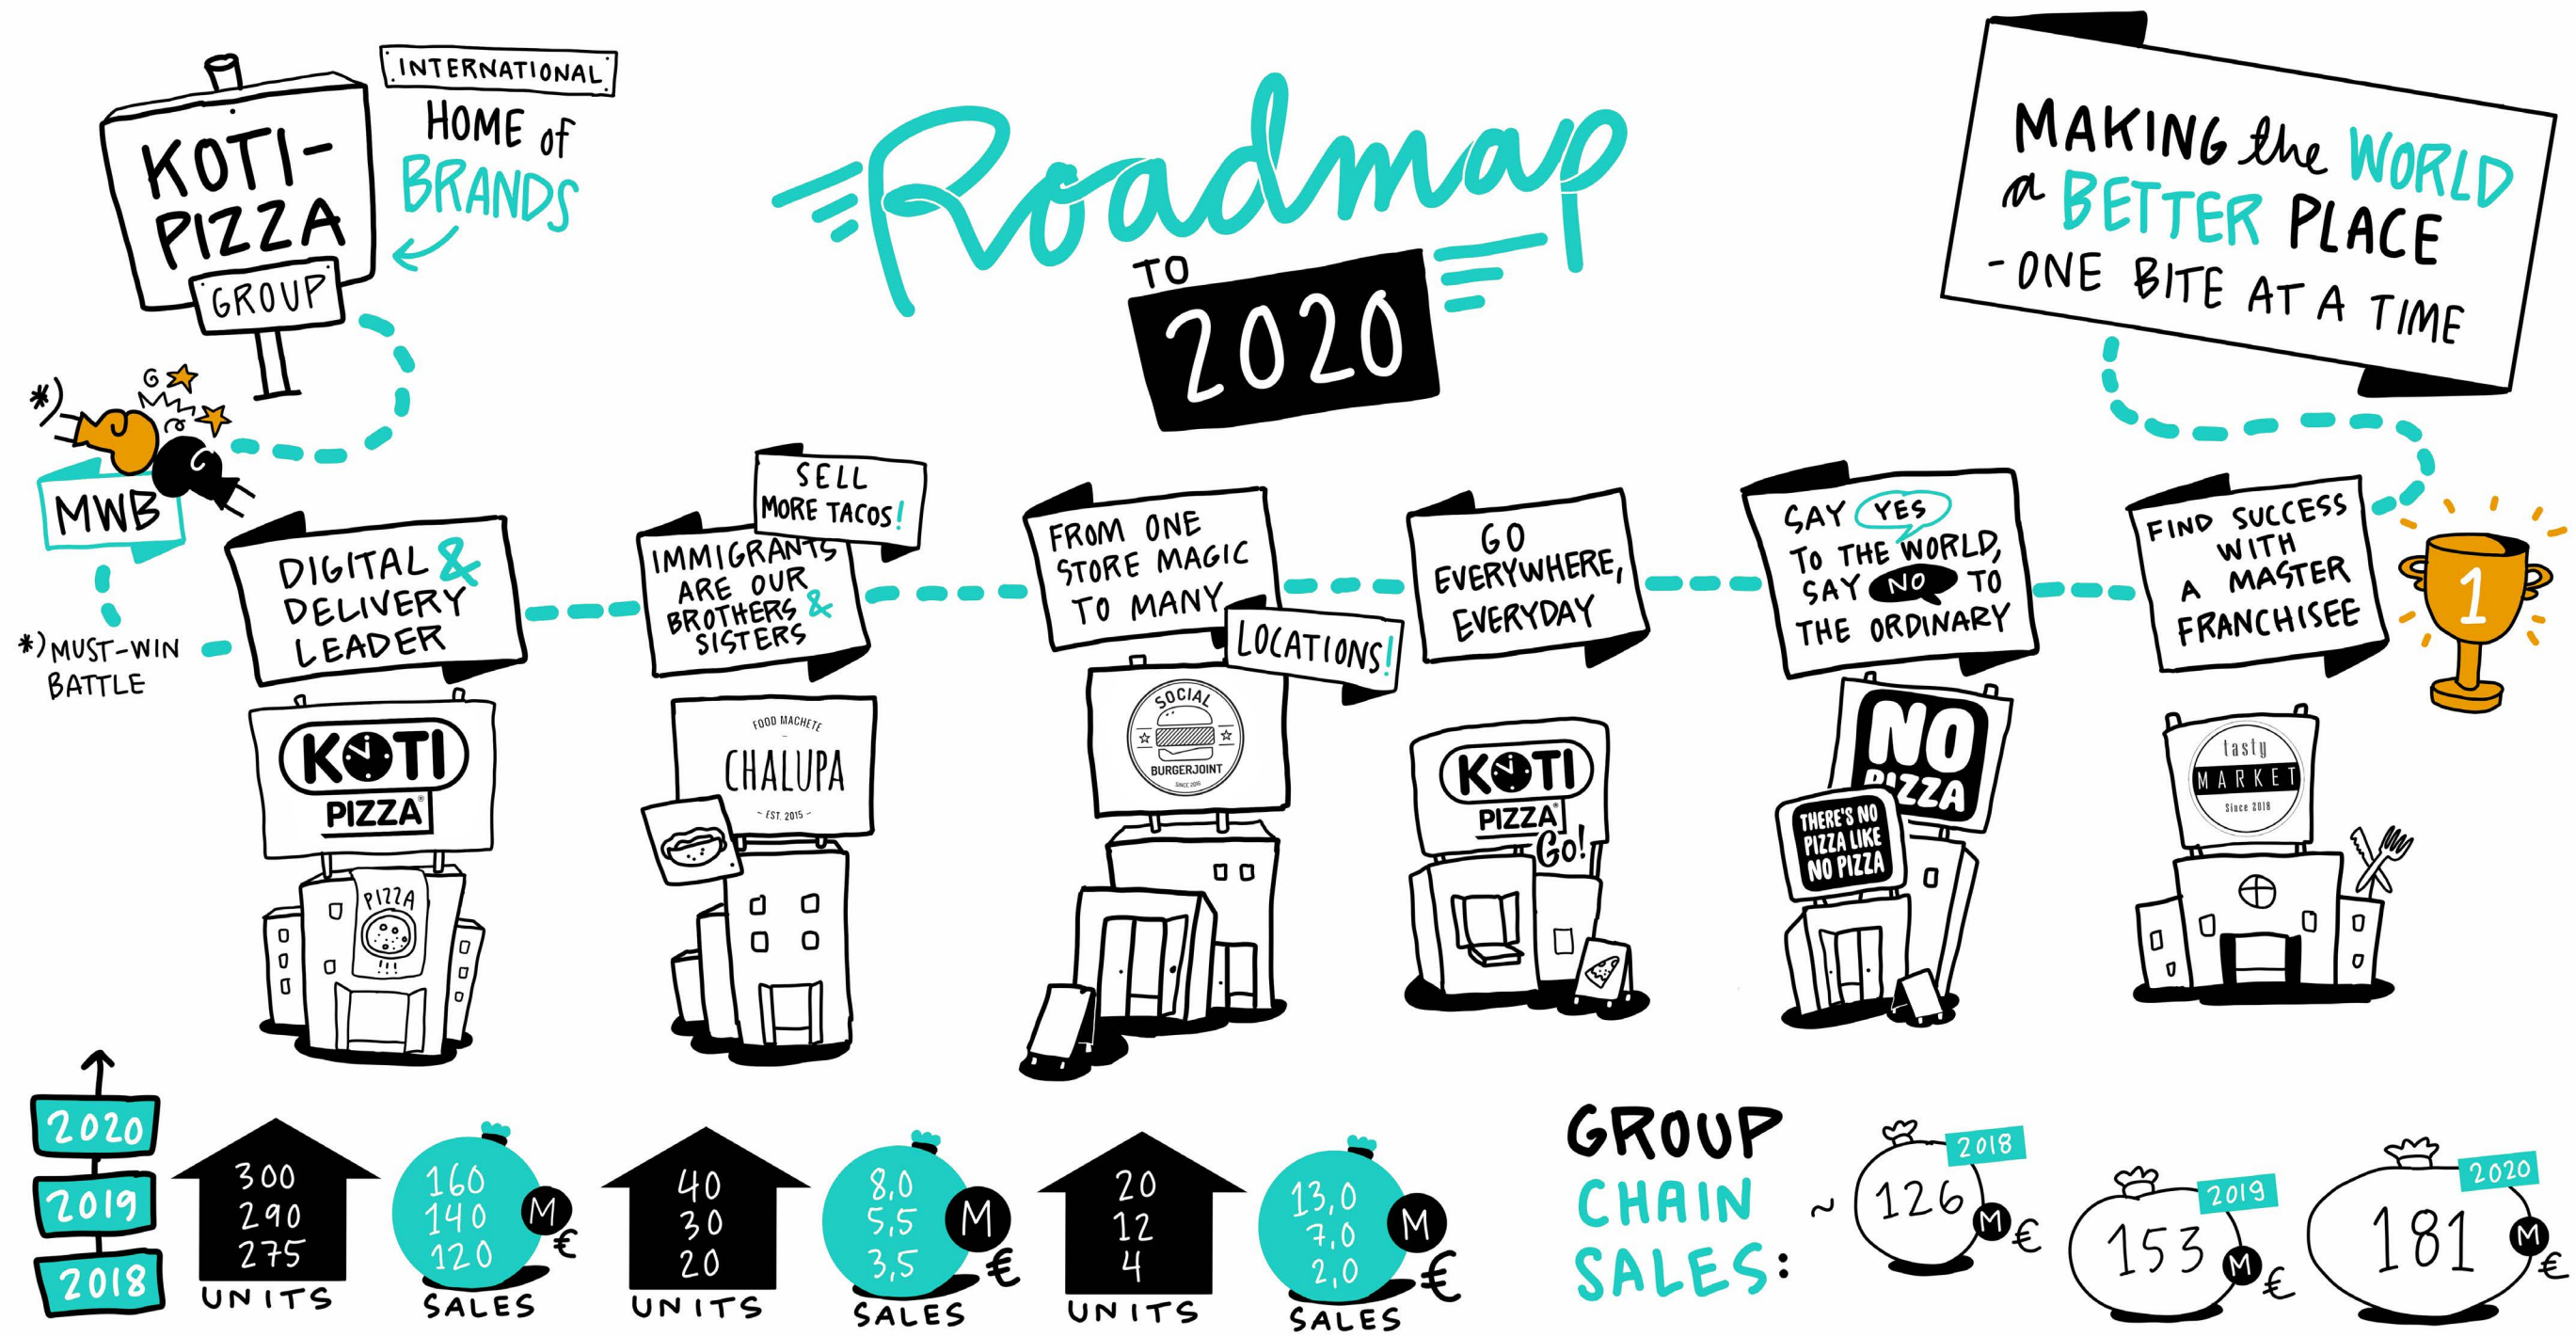 KOTI-
PIZZA
GROUP
INTERNATIONAL
HOME of
BRANDS
Roadmap
TO
2020
MAKING the WORLD
a BETTER PLACE
- ONE BITE AT A TIME
*)
MWB
*) MUST-WIN
BATTLE
DIGITAL &
DELIVERY
LEADER
SELL
MORE TACOS!
IMMIGRANTS
ARE OUR
BROTHERS &
SISTERS
FROM ONE
STORE MAGIC
TO MANY
LOCATIONS!
GO
EVERYWHERE,
EVERYDAY
SAY YES
TO THE WORLD,
SAY NO TO
THE ORDINARY
FIND SUCCESS
WITH
A MASTER
FRANCHISEE
1
KOTI
PIZZA®
PIZZA
!!!
FOOD MACHETE
CHALUPA
- EST. 2015 -
SOCIAL
BURGERJOINT
SINCE 2016
KOTI
PIZZA®
Go!
NO
PIZZA
THERE'S NO
PIZZA LIKE
NO PIZZA
tasty
MARKET
Since 2018
2020
2019
2018
300
290
275
UNITS
160
140
120
M
€
SALES
40
30
20
UNITS
8,0
5,5
3,5
M
€
SALES
20
12
4
UNITS
13,0
7,0
2,0
M
€
SALES
GROUP
CHAIN
SALES:
~ 126 M €
2018
153 M €
2019
181 M €
2020